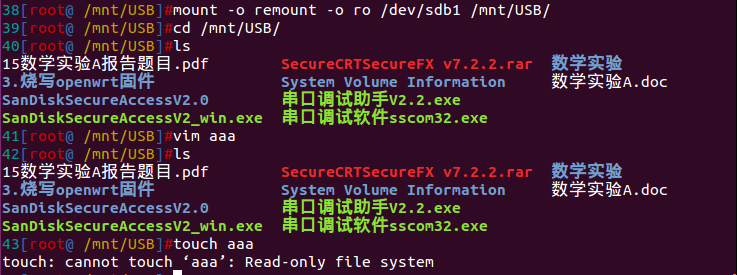 38[root@ /mnt/USB]#mount -o remount -o ro /dev/sdb1 /mnt/USB/
39[root@ /mnt/USB]#cd /mnt/USB/
40[root@ /mnt/USB]#ls
15数学实验A报告题目.pdf SecureCRTSecureFX v7.2.2.rar 数学实验
3.烧写openwrt固件 System Volume Information 数学实验A.doc
SanDiskSecureAccessV2.0 串口调试助手V2.2.exe
SanDiskSecureAccessV2_win.exe 串口调试软件sscom32.exe
41[root@ /mnt/USB]#vim aaa
42[root@ /mnt/USB]#ls
15数学实验A报告题目.pdf SecureCRTSecureFX v7.2.2.rar 数学实验
3.烧写openwrt固件 System Volume Information 数学实验A.doc
SanDiskSecureAccessV2.0 串口调试助手V2.2.exe
SanDiskSecureAccessV2_win.exe 串口调试软件sscom32.exe
43[root@ /mnt/USB]#touch aaa
touch: cannot touch ‘aaa’: Read-only file system